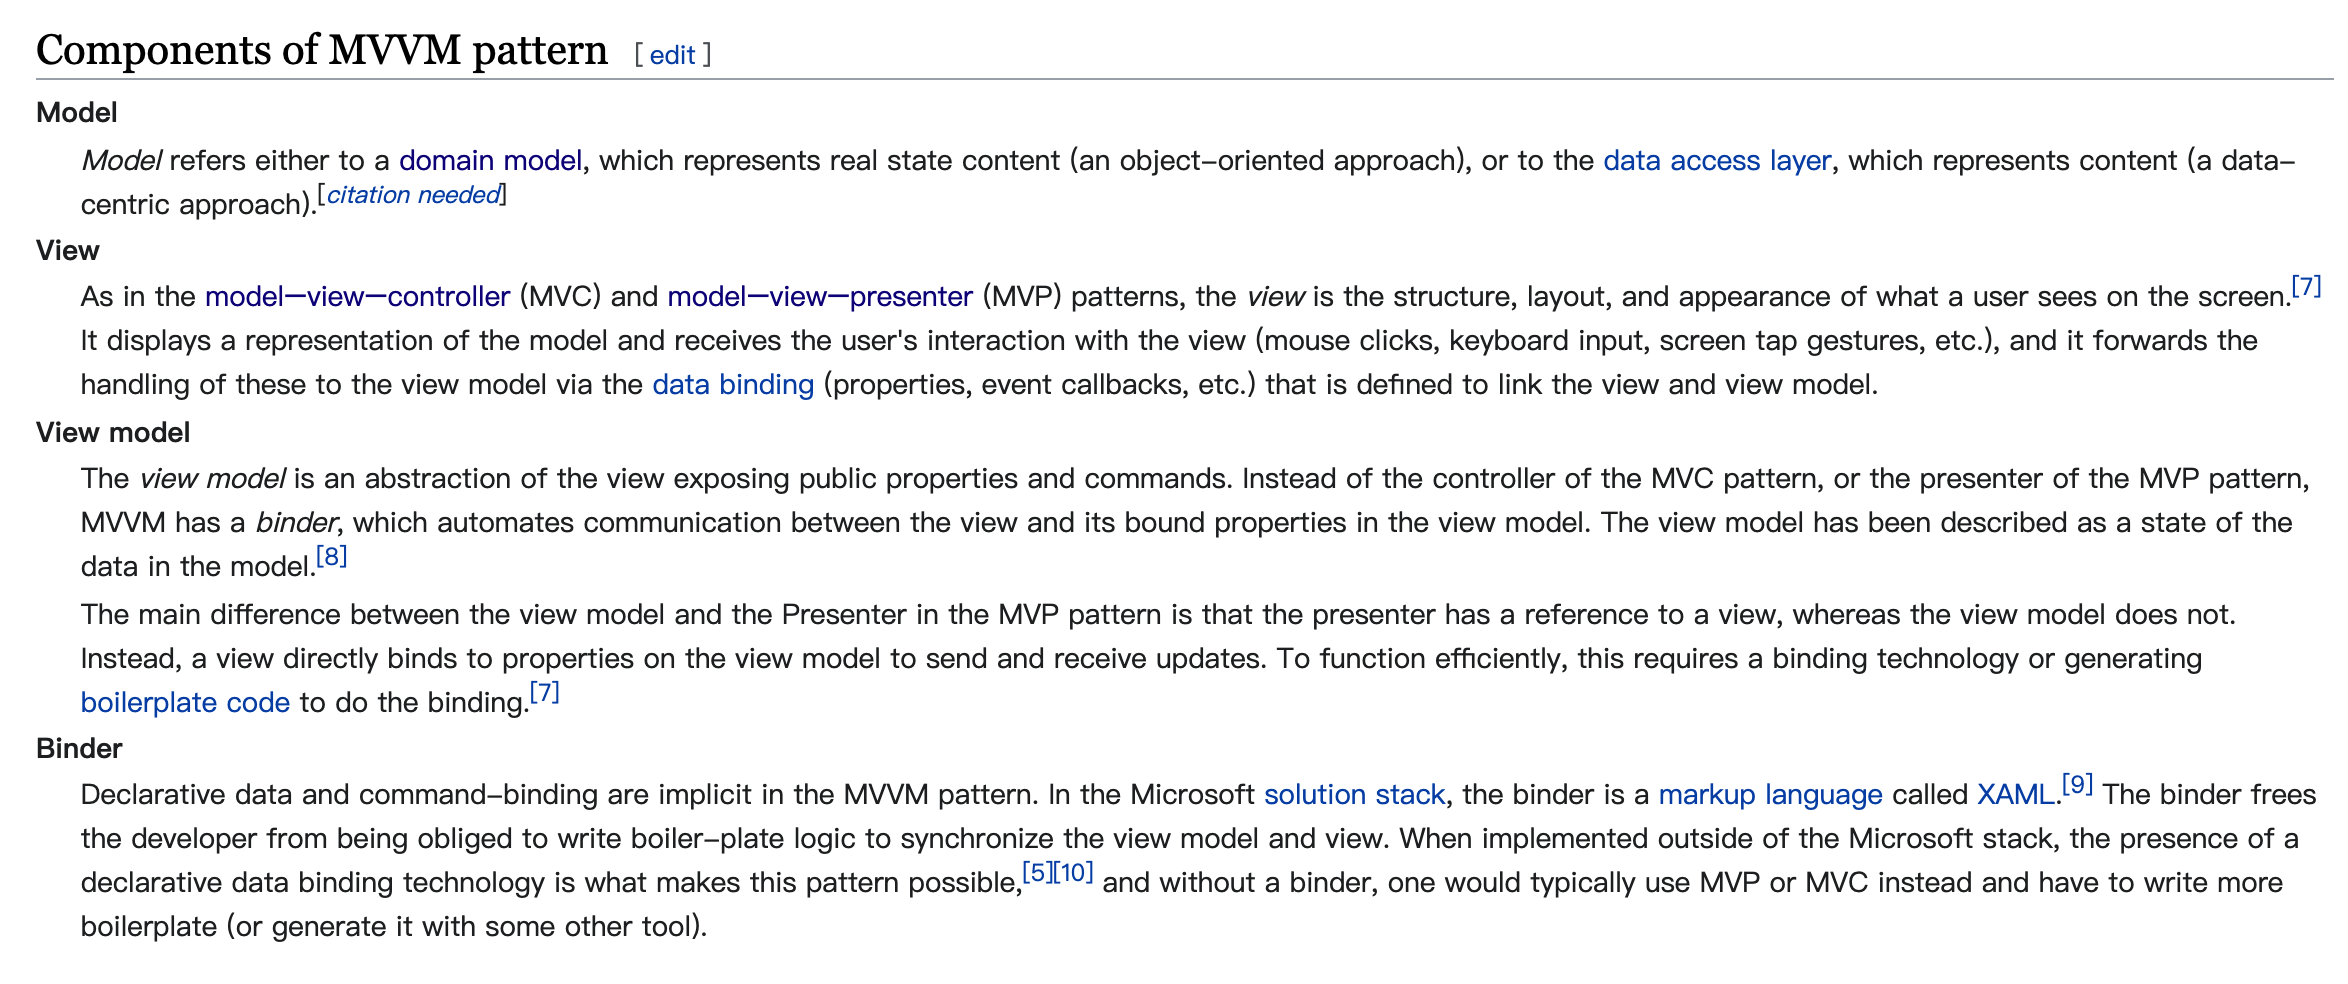 Components of MVVM pattern [ edit ]
Model
Model refers either to a domain model, which represents real state content (an object–oriented approach), or to the data access layer, which represents content (a data–
centric approach).[citation needed]
View
As in the model—view—controller (MVC) and model—view—presenter (MVP) patterns, the view is the structure, layout, and appearance of what a user sees on the screen.[7]
It displays a representation of the model and receives the user's interaction with the view (mouse clicks, keyboard input, screen tap gestures, etc.), and it forwards the
handling of these to the view model via the data binding (properties, event callbacks, etc.) that is defined to link the view and view model.
View model
The view model is an abstraction of the view exposing public properties and commands. Instead of the controller of the MVC pattern, or the presenter of the MVP pattern,
MVVM has a binder, which automates communication between the view and its bound properties in the view model. The view model has been described as a state of the
data in the model.[8]
The main difference between the view model and the Presenter in the MVP pattern is that the presenter has a reference to a view, whereas the view model does not.
Instead, a view directly binds to properties on the view model to send and receive updates. To function efficiently, this requires a binding technology or generating
boilerplate code to do the binding.[7]
Binder
Declarative data and command–binding are implicit in the MVVM pattern. In the Microsoft solution stack, the binder is a markup language called XAML.[9] The binder frees
the developer from being obliged to write boiler–plate logic to synchronize the view model and view. When implemented outside of the Microsoft stack, the presence of a
declarative data binding technology is what makes this pattern possible,[5][10] and without a binder, one would typically use MVP or MVC instead and have to write more
boilerplate (or generate it with some other tool).